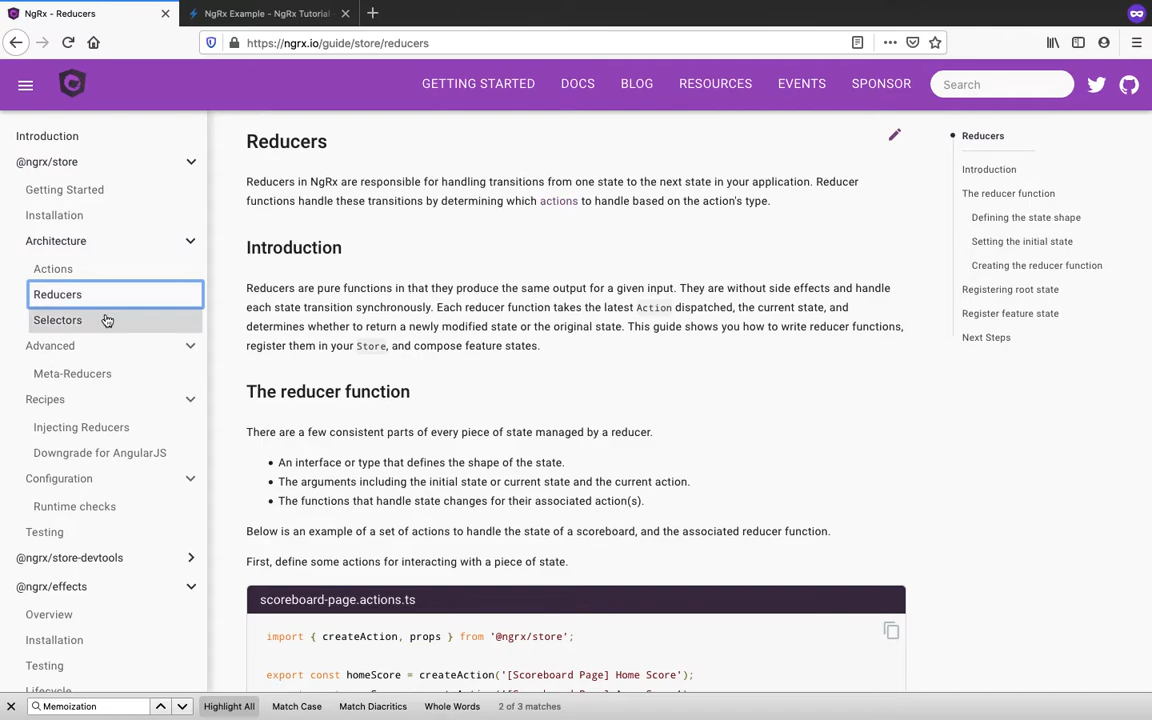 NgRx - Reducers
NgRx Example - NgRx Tutorial
https://ngrx.io/guide/store/reducers
GETTING STARTED
DOCS
BLOG
RESOURCES
EVENTS
SPONSOR
Search
Introduction
@ngrx/store
Getting Started
Installation
Architecture
Actions
Reducers
Selectors
Advanced
Meta-Reducers
Recipes
Injecting Reducers
Downgrade for AngularJS
Configuration
Runtime checks
Testing
@ngrx/store-devtools
@ngrx/effects
Overview
Installation
Testing
Lifecycle
Reducers
Reducers in NgRx are responsible for handling transitions from one state to the next state in your application. Reducer
functions handle these transitions by determining which actions to handle based on the action's type.
Introduction
Reducers are pure functions in that they produce the same output for a given input. They are without side effects and handle
each state transition synchronously. Each reducer function takes the latest Action dispatched, the current state, and
determines whether to return a newly modified state or the original state. This guide shows you how to write reducer functions,
register them in your Store, and compose feature states.
The reducer function
There are a few consistent parts of every piece of state managed by a reducer.
• An interface or type that defines the shape of the state.
• The arguments including the initial state or current state and the current action.
• The functions that handle state changes for their associated action(s).
Below is an example of a set of actions to handle the state of a scoreboard, and the associated reducer function.
First, define some actions for interacting with a piece of state.
scoreboard-page.actions.ts
import { createAction, props } from '@ngrx/store';
export const homeScore = createAction('[Scoreboard Page] Home Score');
Reducers
Introduction
The reducer function
Defining the state shape
Setting the initial state
Creating the reducer function
Registering root state
Register feature state
Next Steps
Memoization
Highlight All
Match Case
Match Diacritics
Whole Words
2 of 3 matches